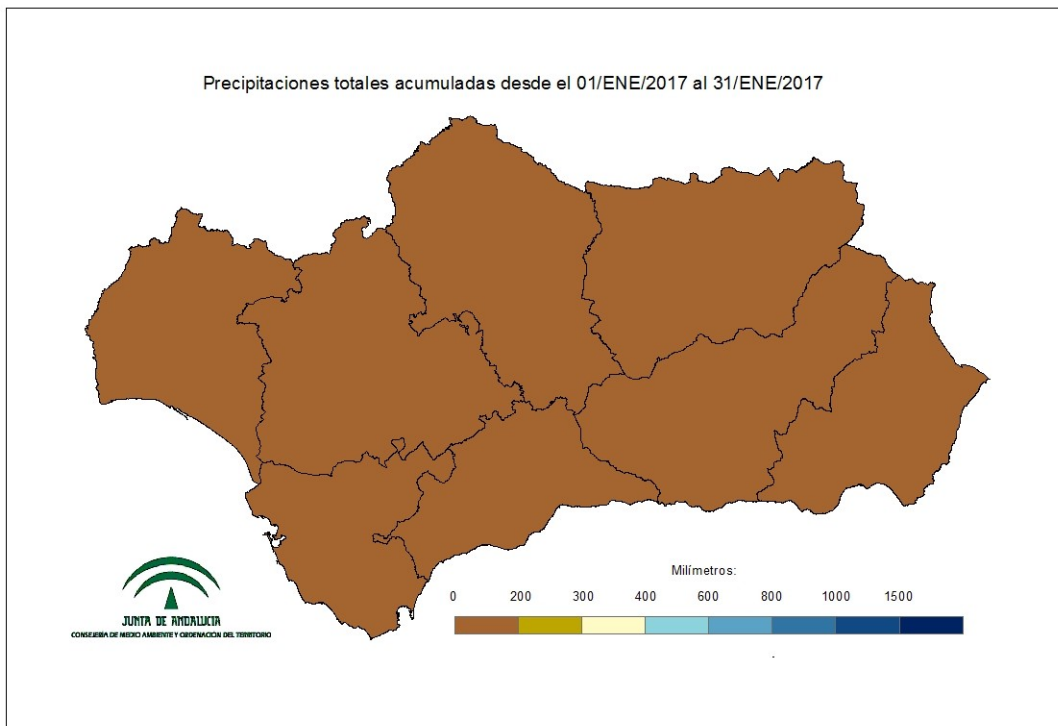 Precipitaciones totales acumuladas desde el 01/ENE/2017 al 31/ENE/2017
Milímetros:
0 200 300 400 600 800 1000 1500
JUNTA DE ANDALUCIA
CONSEJERÍA DE MEDIO AMBIENTE Y ORDENACIÓN DEL TERRITORIO